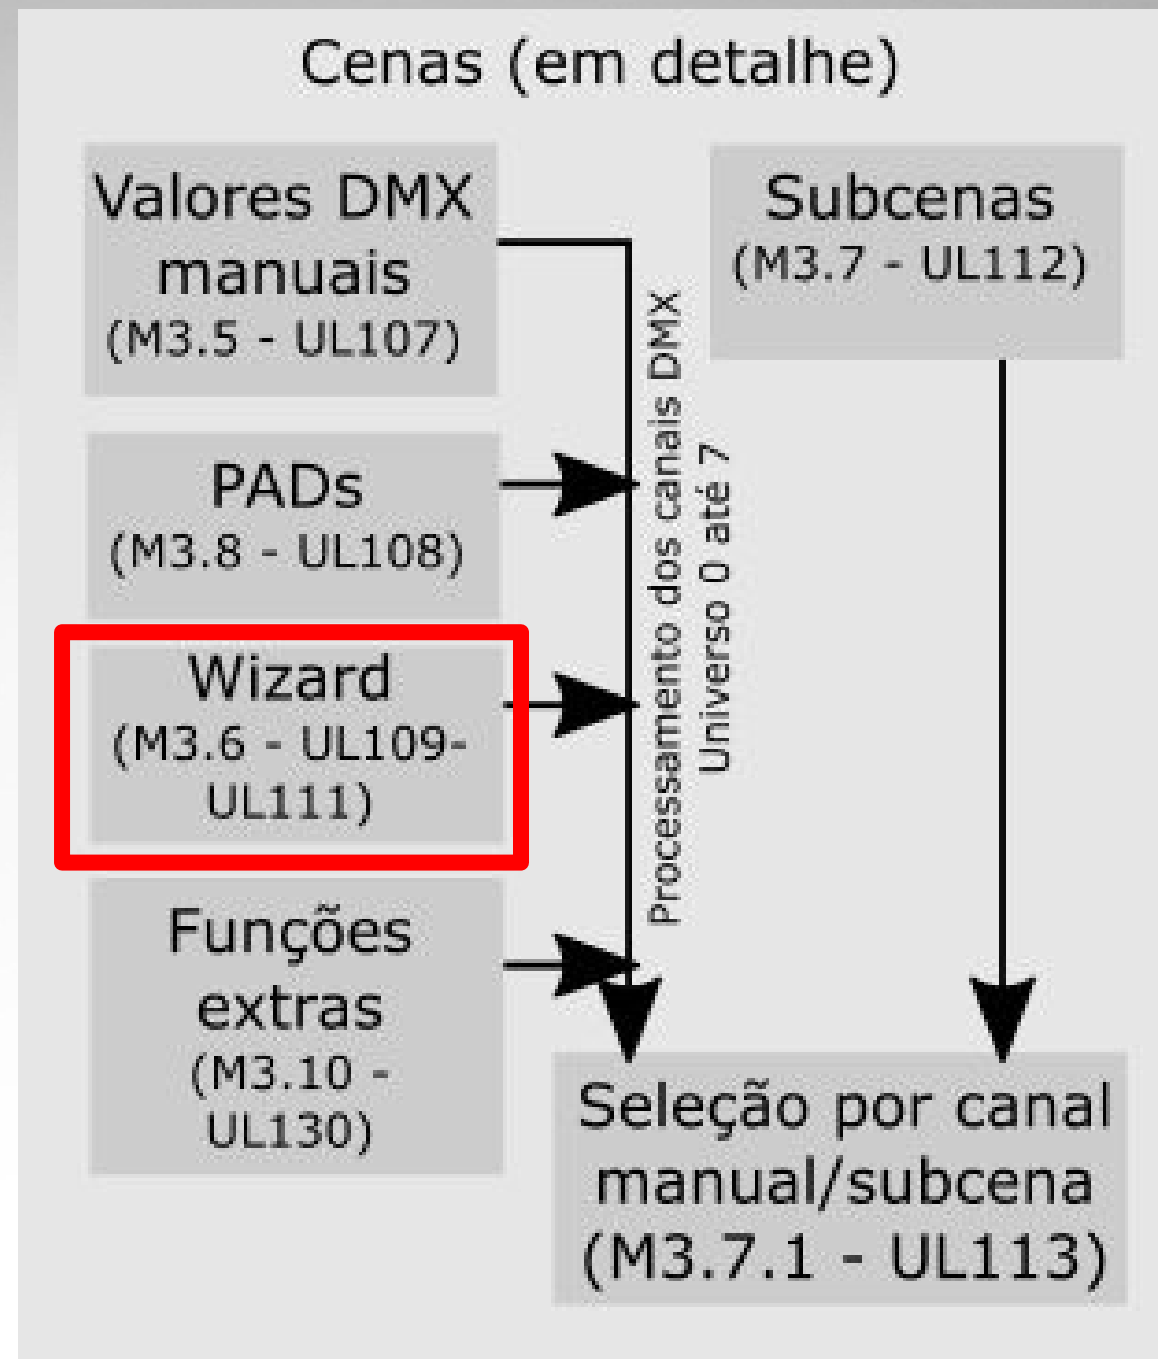 Cenas (em detalhe)
Valores DMX
manuais
(M3.5 - UL107)
Subcenas
(M3.7 - UL112)
PADs
(M3.8 - UL108)
Wizard
(M3.6 - UL109-
UL111)
Funções
extras
(M3.10 -
UL130)
Processamento dos canais DMX
Universo 0 até 7
Seleção por canal
manual/subcena
(M3.7.1 - UL113)